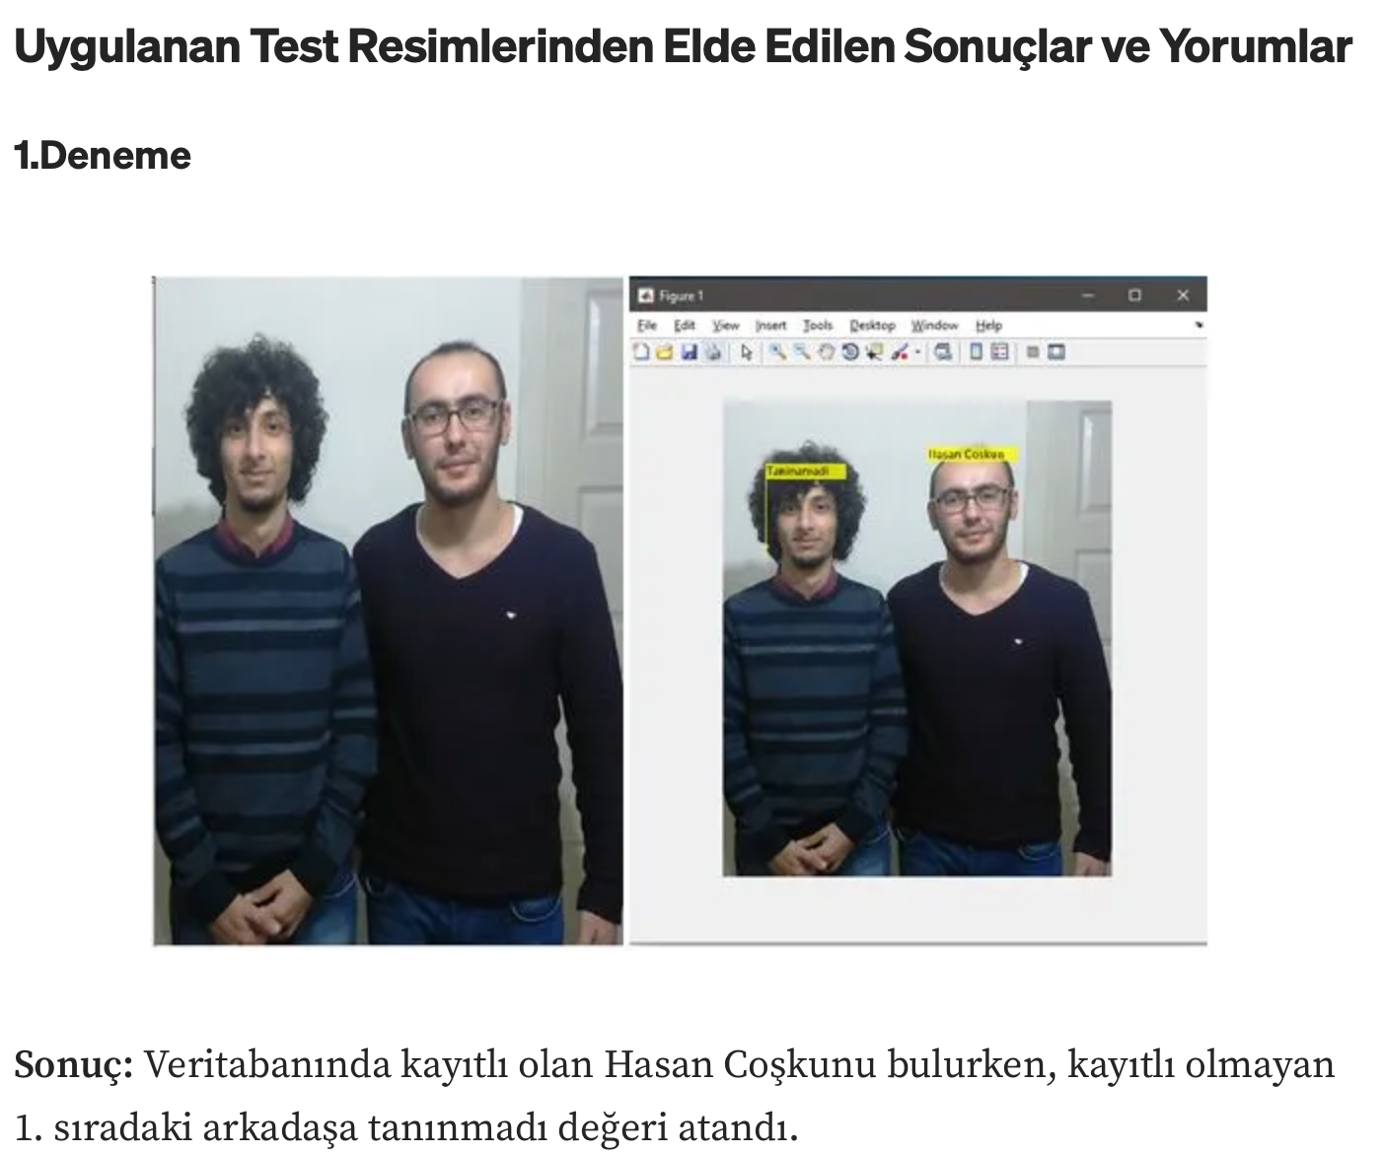 Uygulanan Test Resimlerinden Elde Edilen Sonuçlar ve Yorumlar
1.Deneme
Figure 1
File Edit View Insert Tools Desktop Window Help
Taninamadi
Hasan Coskun
Sonuç: Veritabanında kayıtlı olan Hasan Coşkunu bulurken, kayıtlı olmayan
1. sıradaki arkadaşa tanınmadı değeri atandı.